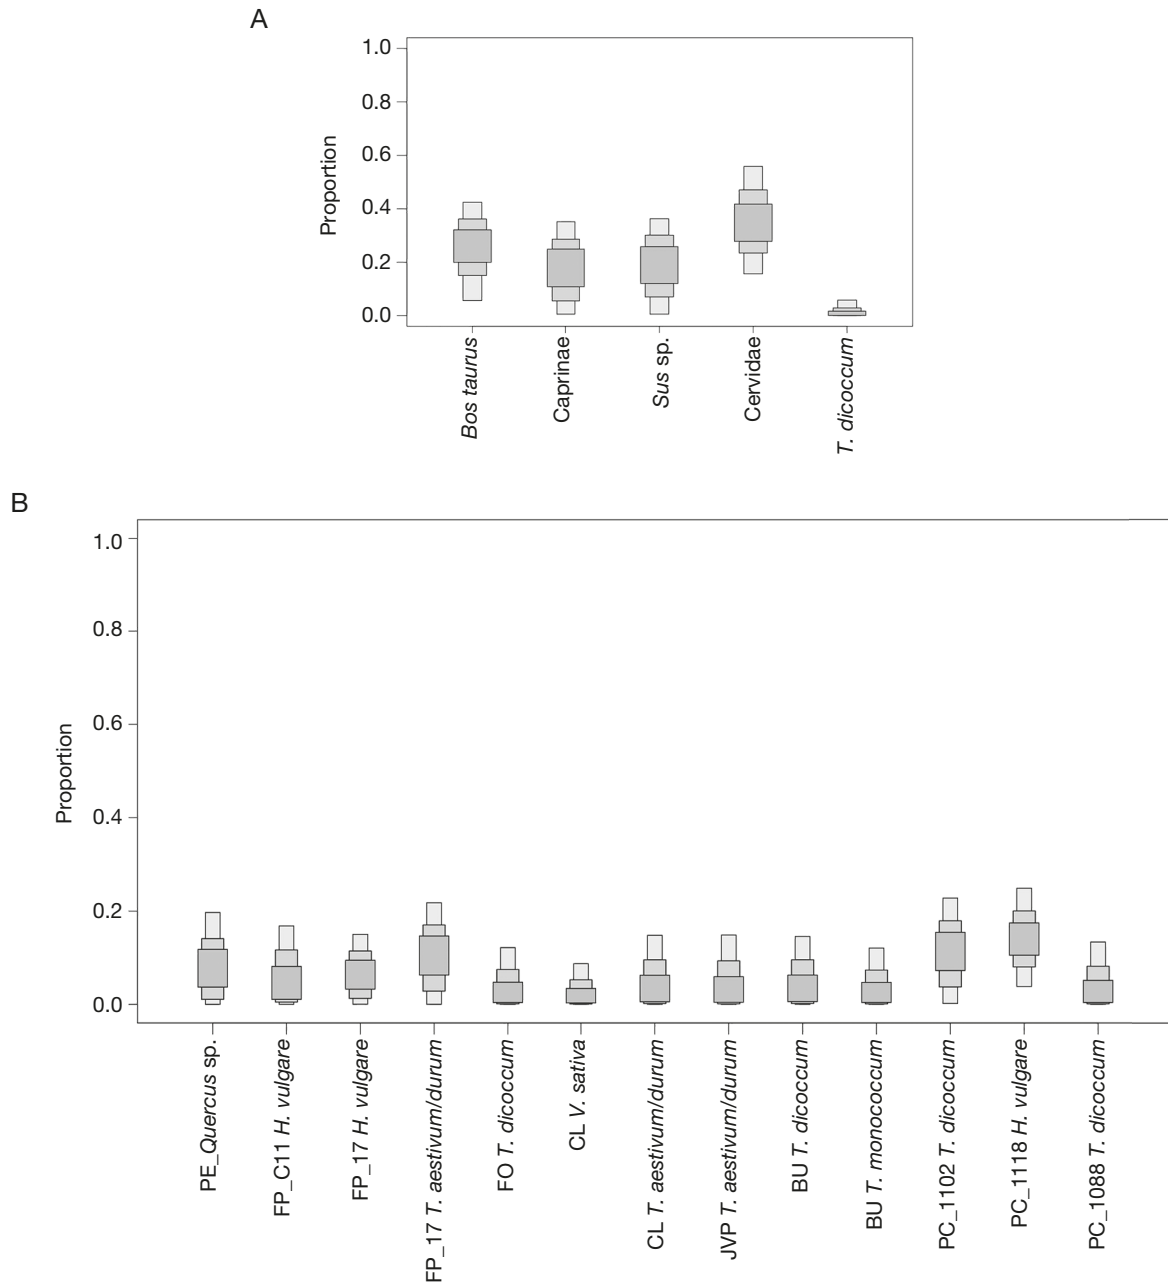 A
1.0
0.8
0.6
0.4
0.2
0.0
Proportion
Bos taurus
Caprinae
Sus sp.
Cervidae
T. dicoccum
B
1.0
0.8
0.6
0.4
0.2
0.0
Proportion
PE_Quercus sp.
FP_C11 H. vulgare
FP_17 H. vulgare
FP_17 T. aestivum/durum
FO T. dicoccum
CL V. sativa
CL T. aestivum/durum
JVP T. aestivum/durum
BU T. dicoccum
BU T. monococcum
PC_1102 T. dicoccum
PC_1118 H. vulgare
PC_1088 T. dicoccum